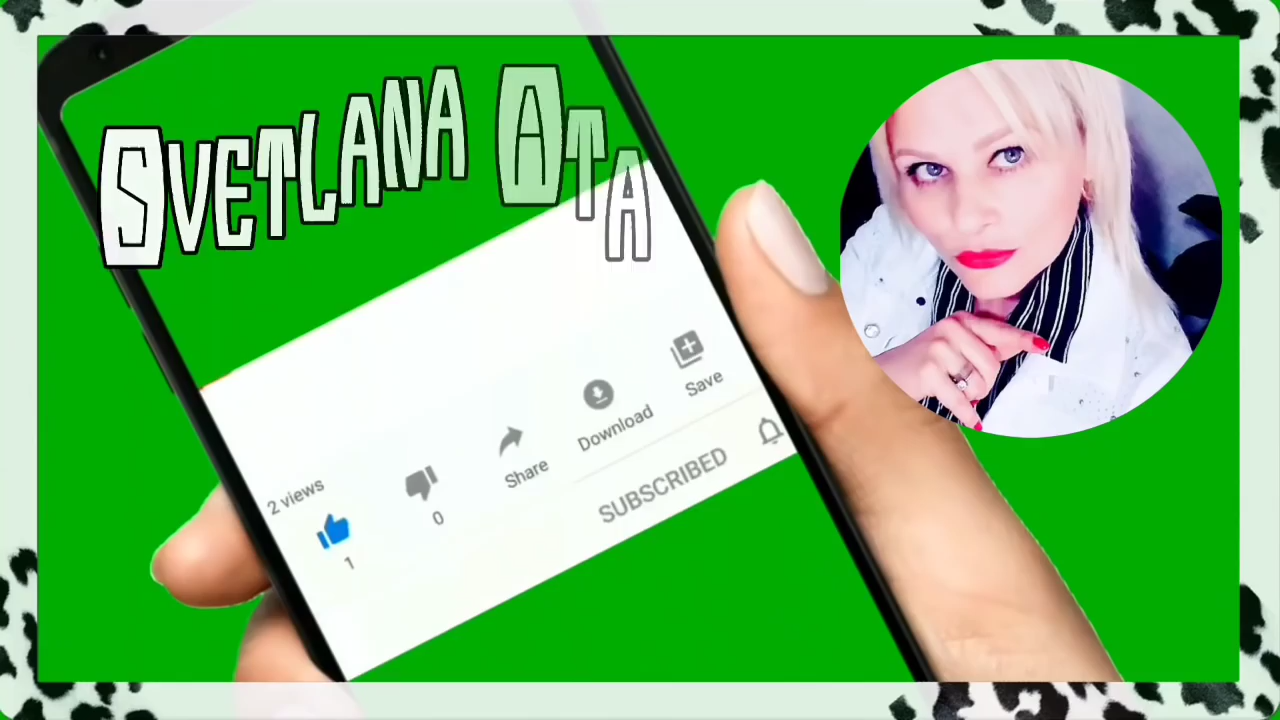 Svetlana Ata
2 views
1
0
Share
Download
Save
SUBSCRIBED